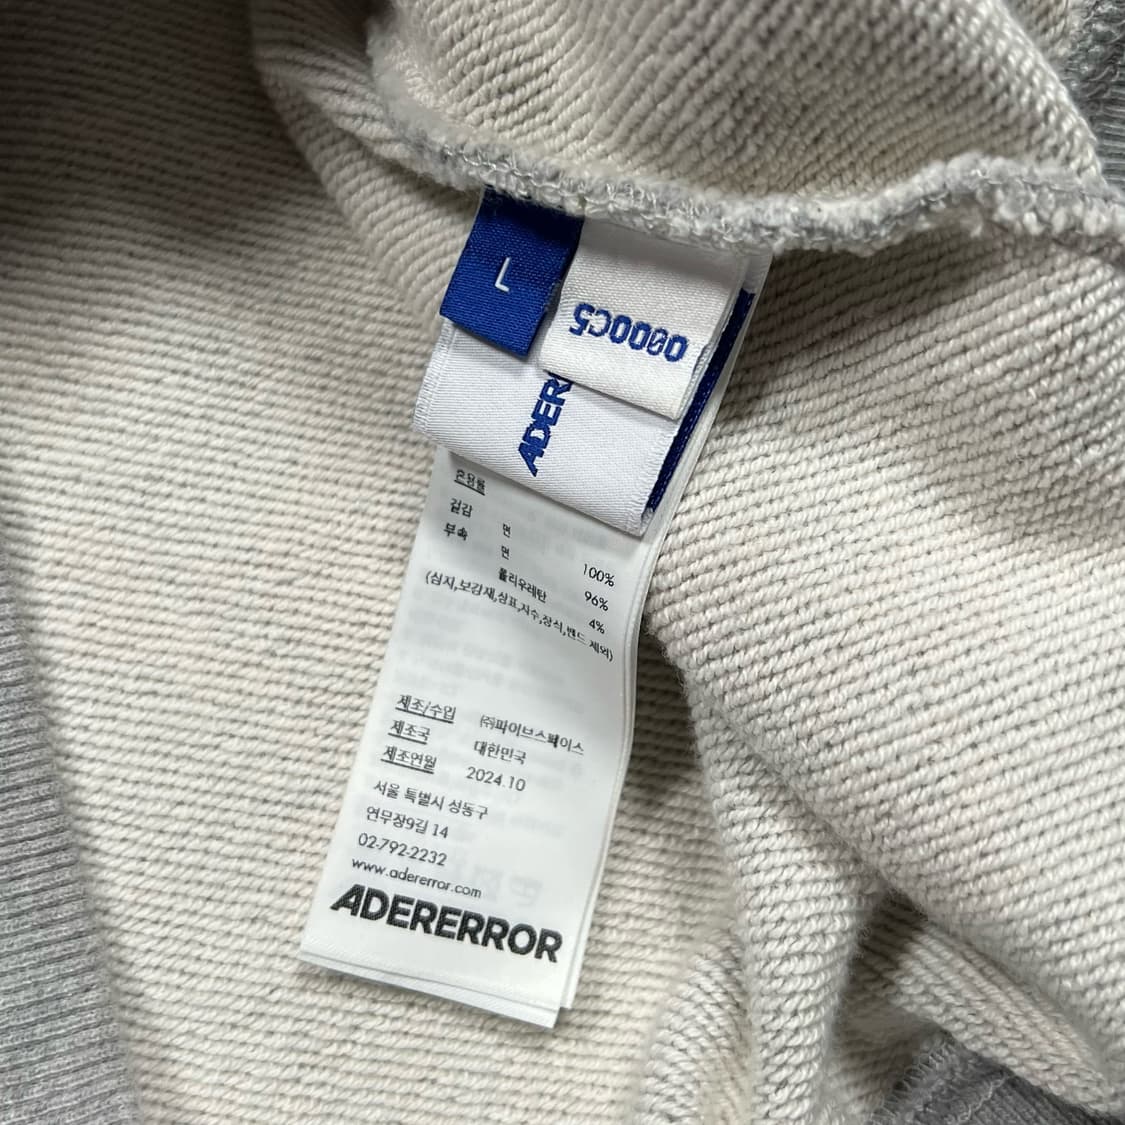 L
ADER
혼용률
겉감 면 100%
부속 면 96%
폴리우레탄 4%
(심지,보강재,상표,자수,장식,밴드 제외)
제조/수입 ㈜파이브스페이스
제조국 대한민국
제조연월 2024.10
서울 특별시 성동구
연무장9길 14
02-792-2232
www.adererror.com
ADERERROR